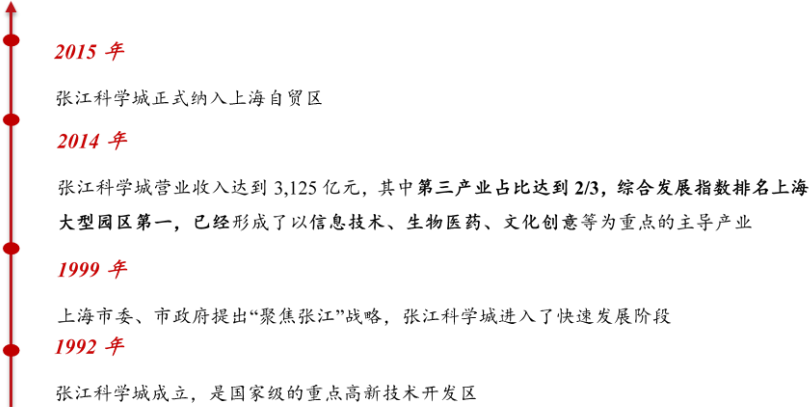 2015 年
张江科学城正式纳入上海自贸区
2014 年
张江科学城营业收入达到 3,125 亿元，其中第三产业占比达到 2/3，综合发展指数排名上海
大型园区第一，已经形成了以信息技术、生物医药、文化创意等为重点的主导产业
1999 年
上海市委、市政府提出“聚焦张江”战略，张江科学城进入了快速发展阶段
1992 年
张江科学城成立，是国家级的重点高新技术开发区